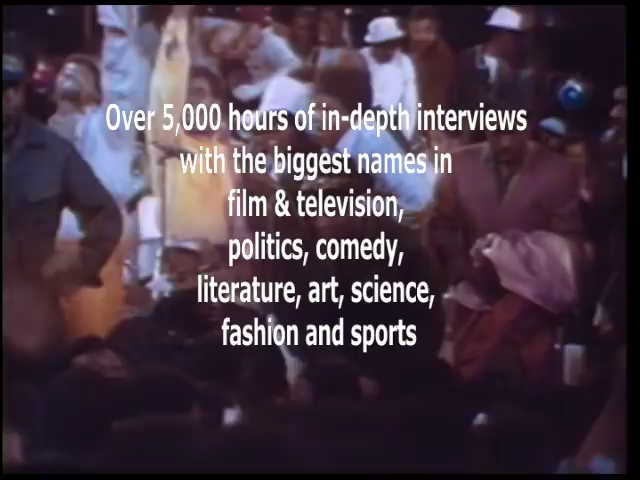 Over 5,000 hours of in-depth interviews
with the biggest names in
film & television,
politics, comedy,
literature, art, science,
fashion and sports